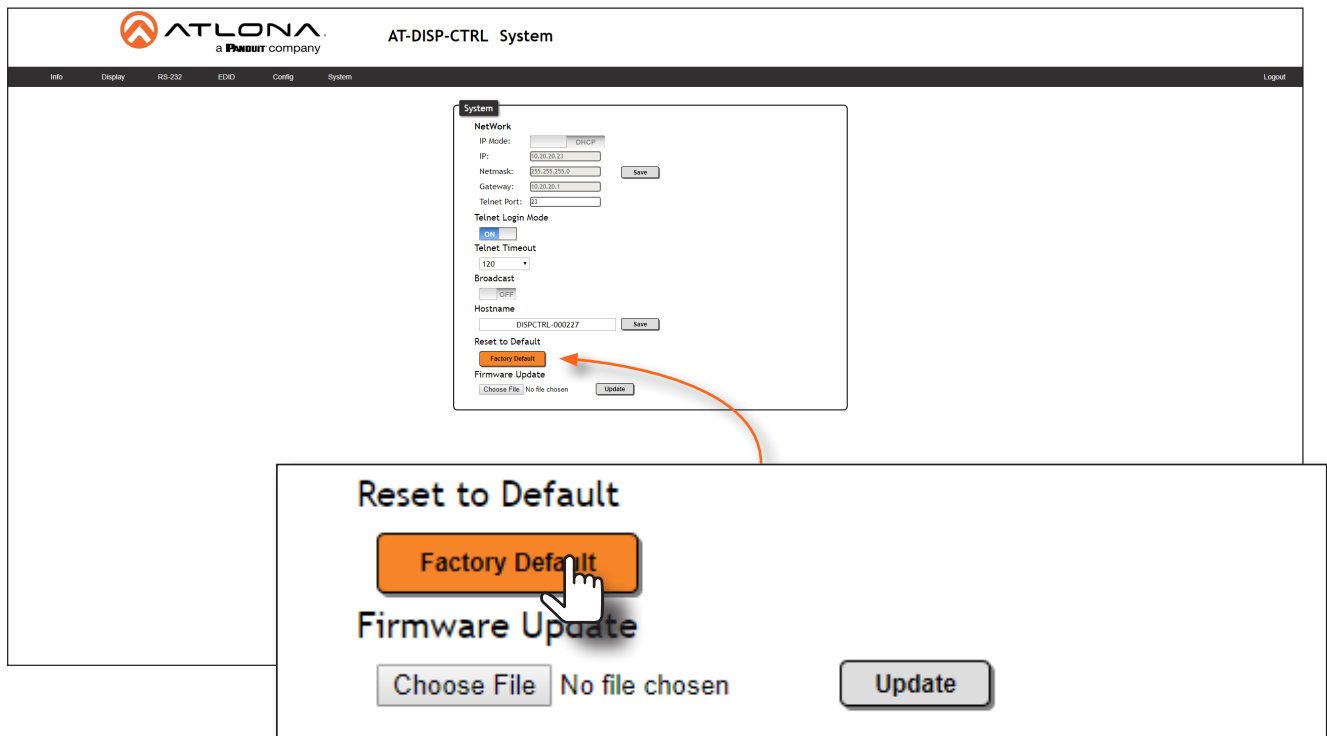 ATLONA.
a PANDUIT company
AT-DISP-CTRL System
Info Display RS-232 EDID Config System Logout
System
NetWork
IP Mode: DHCP
IP: 10.20.20.23
Netmask: 255.255.255.0 Save
Gateway: 10.20.20.1
Telnet Port: 23
Telnet Login Mode
ON
Telnet Timeout
120
Broadcast
OFF
Hostname
DISPCTRL-000227 Save
Reset to Default
Factory Default
Firmware Update
Choose File No file chosen Update
Reset to Default
Factory Default
Firmware Update
Choose File No file chosen Update